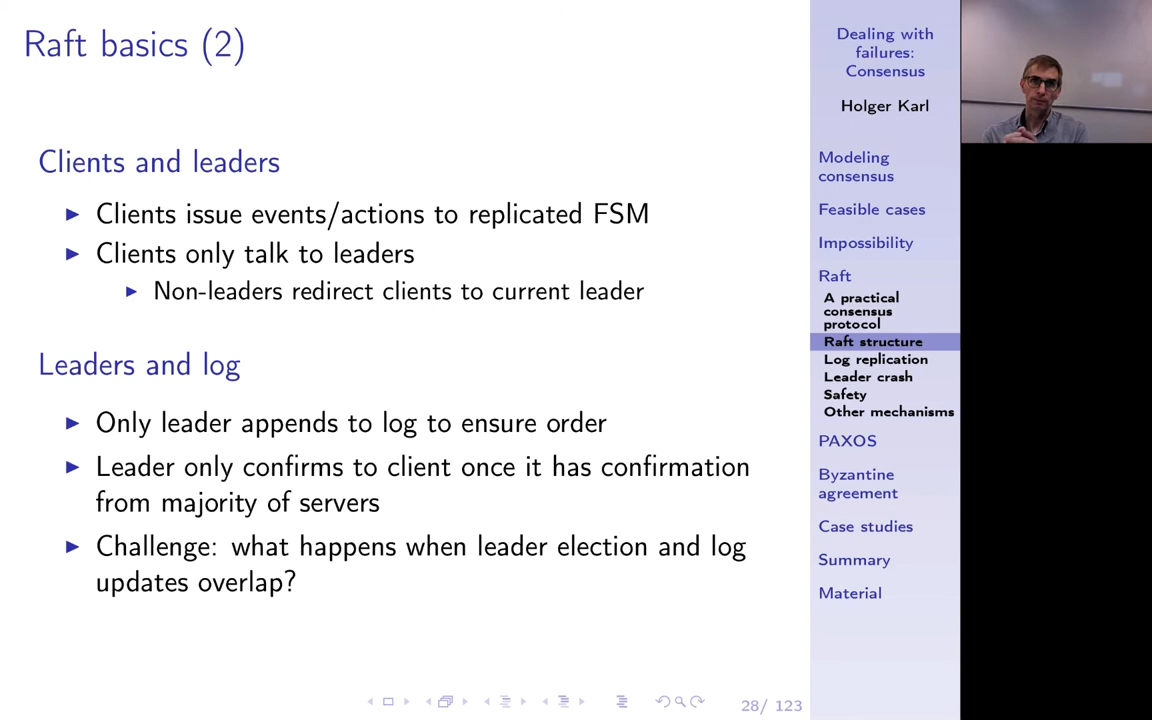 Raft basics (2)
Clients and leaders
Clients issue events/actions to replicated FSM
Clients only talk to leaders
Non-leaders redirect clients to current leader
Leaders and log
Only leader appends to log to ensure order
Leader only confirms to client once it has confirmation
from majority of servers
Challenge: what happens when leader election and log
updates overlap?
28/ 123
Dealing with
failures:
Consensus
Holger Karl
Modeling
consensus
Feasible cases
Impossibility
Raft
A practical
consensus
protocol
Raft structure
Log replication
Leader crash
Safety
Other mechanisms
PAXOS
Byzantine
agreement
Case studies
Summary
Material